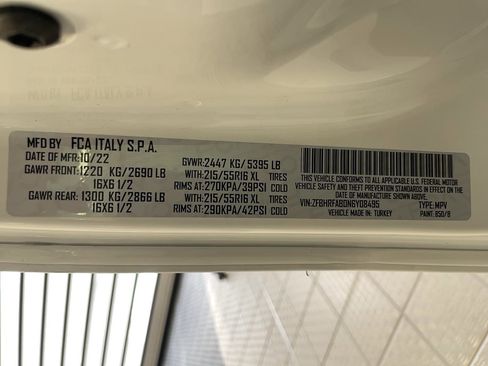 MFD BY FCA ITALY S.P.A.
DATE OF MFR:10/22 GVWR:2447 KG/5395 LB
GAWR FRONT:1220 KG/2690 LB WITH:215/55R16 XL TIRES
16X6 1/2 RIMS AT:270KPA/39PSI COLD
GAWR REAR:1300 KG/2866 LB WITH:215/55R16 XL TIRES
16X6 1/2 RIMS AT:290KPA/42PSI COLD
THIS VEHICLE CONFORMS TO ALL APPLICABLE U.S. FEDERAL MOTOR
VEHICLE SAFETY AND THEFT PREVENTION STANDARDS IN EFFECT ON THE
DATE OF MANUFACTURE SHOWN ABOVE.
VIN:ZFBHRFABDN6Y08495 TYPE: MPV
VEHICLE MADE IN: TURKEY PAINT: 850/B